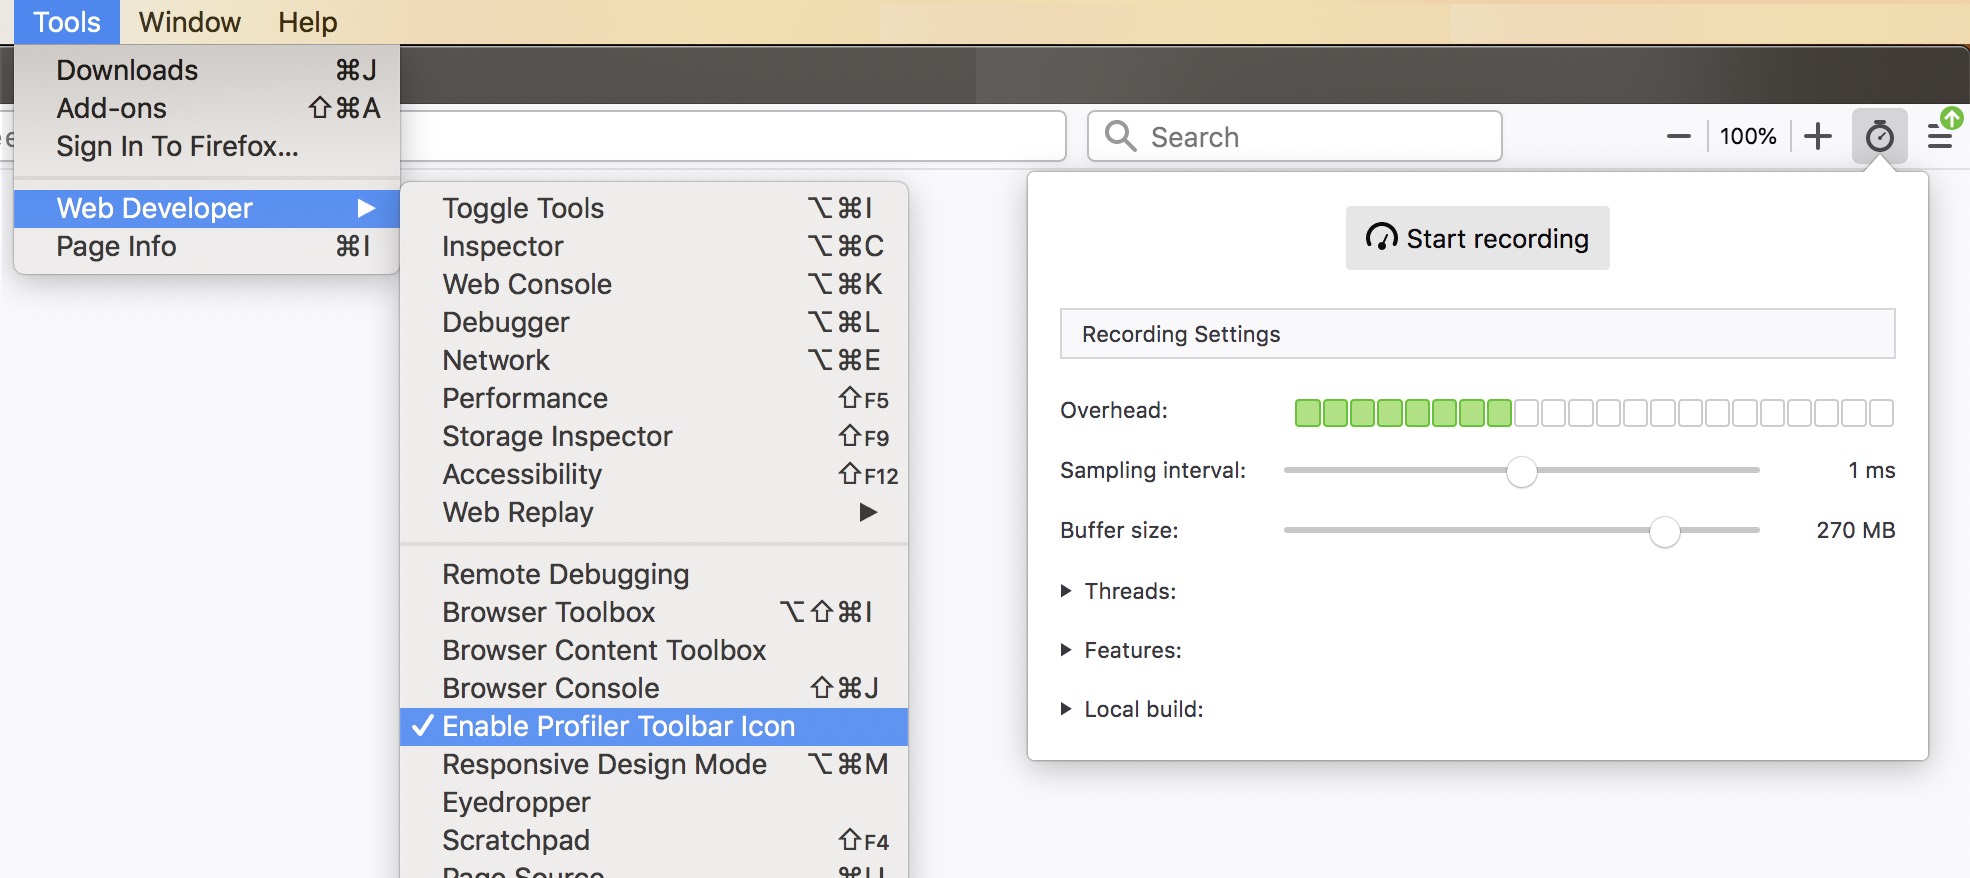 Tools Window Help
Downloads ⌘J
Add-ons ⇧⌘A
Sign In To Firefox...
Web Developer ▶
Page Info ⌘I
Toggle Tools ⌥⌘I
Inspector ⌥⌘C
Web Console ⌥⌘K
Debugger ⌥⌘L
Network ⌥⌘E
Performance ⇧F5
Storage Inspector ⇧F9
Accessibility ⇧F12
Web Replay ▶
Remote Debugging
Browser Toolbox ⌥⇧⌘I
Browser Content Toolbox
Browser Console ⇧⌘J
✓ Enable Profiler Toolbar Icon
Responsive Design Mode ⌥⌘M
Eyedropper
Scratchpad ⇧F4
Page Source ⌘U
Search
100%
Start recording
Recording Settings
Overhead:
Sampling interval: 1 ms
Buffer size: 270 MB
▶ Threads:
▶ Features:
▶ Local build: